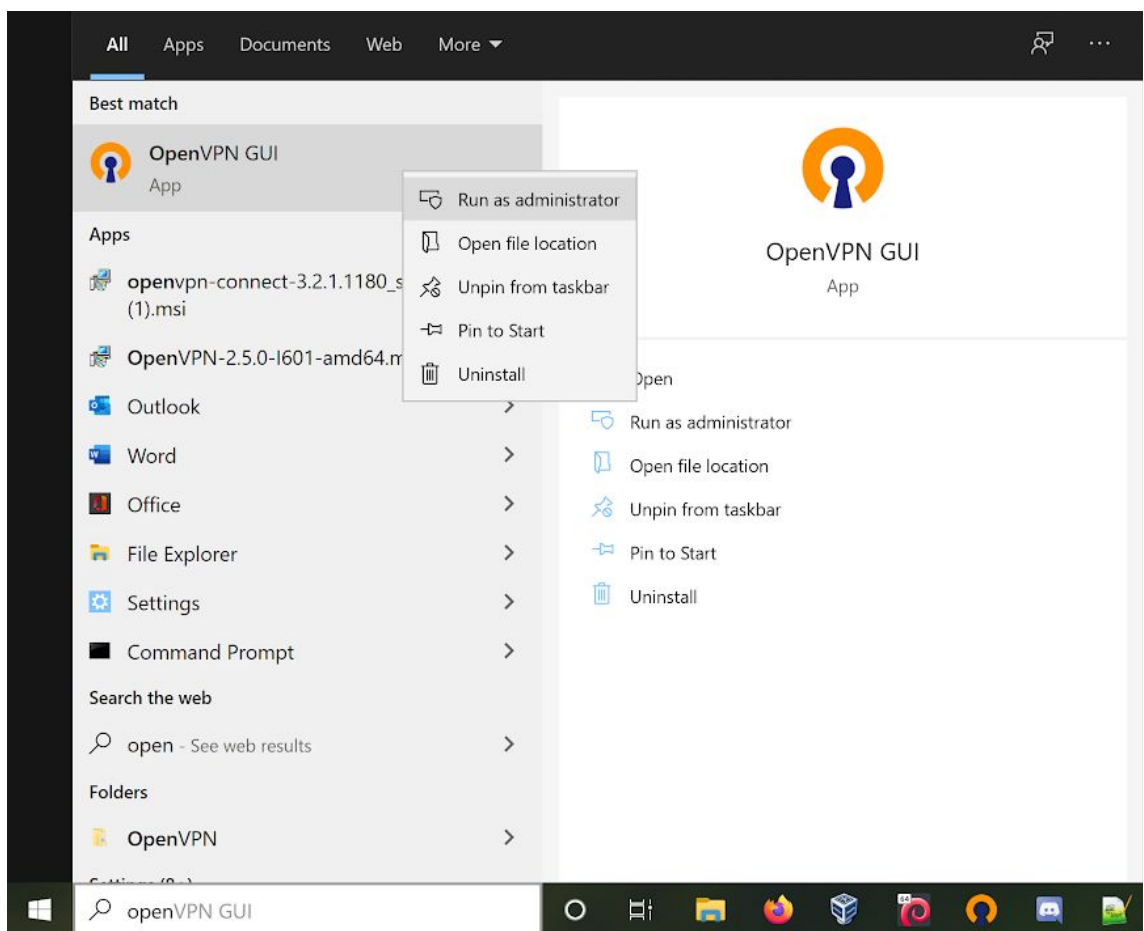 All Apps Documents Web More
Best match
OpenVPN GUI
App
Run as administrator
Open file location
Unpin from taskbar
Pin to Start
Uninstall
Apps
openvpn-connect-3.2.1.1180_s
(1).msi
OpenVPN-2.5.0-I601-amd64.m
Outlook
Word
Office
File Explorer
Settings
Command Prompt
Search the web
open - See web results
Folders
OpenVPN
OpenVPN GUI
App
Open
Run as administrator
Open file location
Unpin from taskbar
Pin to Start
Uninstall
openVPN GUI
64